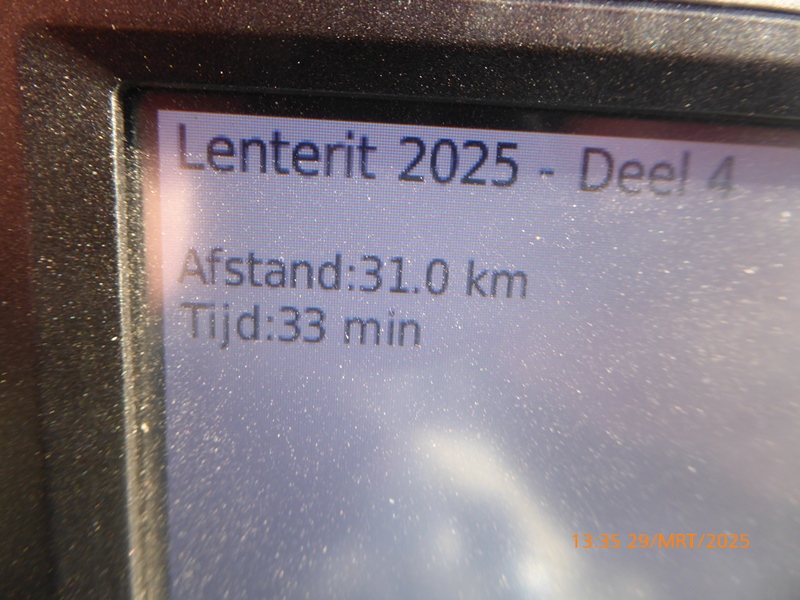 Lenterit 2025 - Deel 4
Afstand:31.0 km
Tijd:33 min
13.35 29/MRT/2025